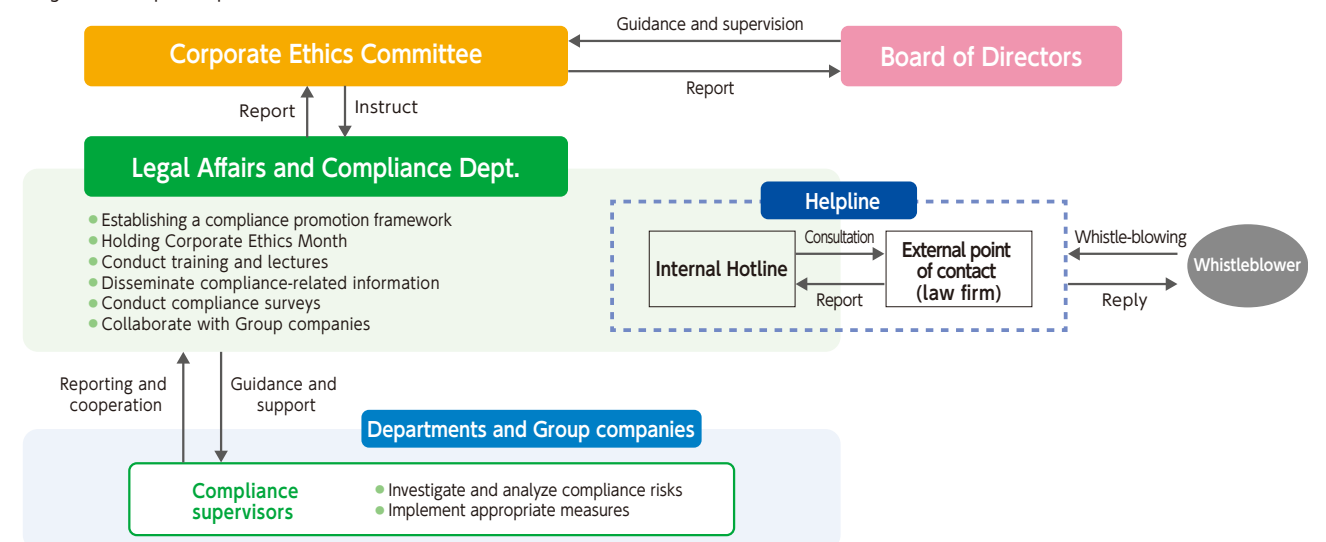 Guidance and supervision
Corporate Ethics Committee
Board of Directors
Report
Report
Instruct
Legal Affairs and Compliance Dept.
● Establishing a compliance promotion framework
● Holding Corporate Ethics Month
● Conduct training and lectures
● Disseminate compliance-related information
● Conduct compliance surveys
● Collaborate with Group companies
Helpline
Internal Hotline
Consultation
Report
External point
of contact
(law firm)
Whistle-blowing
Reply
Whistleblower
Reporting and
cooperation
Guidance and
support
Departments and Group companies
Compliance
supervisors
● Investigate and analyze compliance risks
● Implement appropriate measures